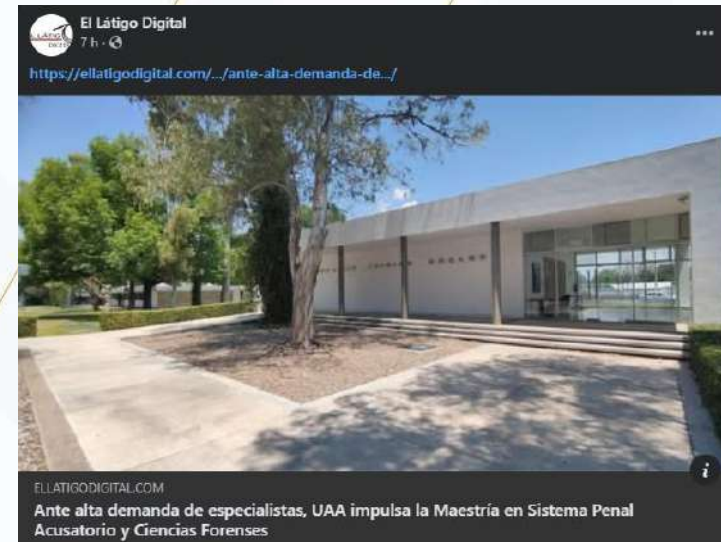 El Látigo Digital
7 h ·
https://ellatigodigital.com/.../ante-alta-demanda-de.../
ELLATIGODIGITAL.COM
Ante alta demanda de especialistas, UAA impulsa la Maestría en Sistema Penal
Acusatorio y Ciencias Forenses